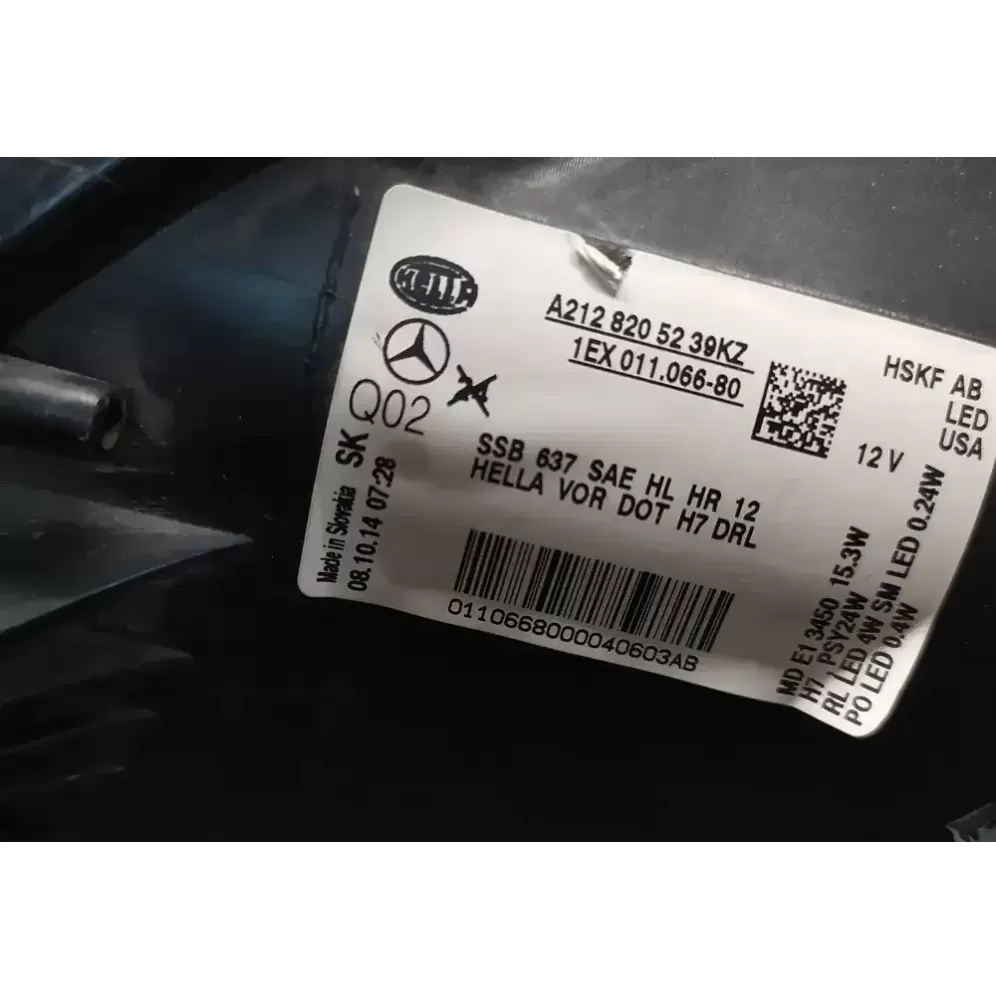 HELLA
A212 820 52 39KZ
1EX 011.066-80
HSKF AB
LED
USA
12 V
Q02
24
SK
Made in Slovakia
08.10.14 07:28
SSB 637 SAE HL HR 12
HELLA VOR DOT H7 DRL
0110668000040603AB
MD E1 3450 15.3W
H7 PSY24W
RL LED 4W SM LED 0.24W
PO LED 0.4W